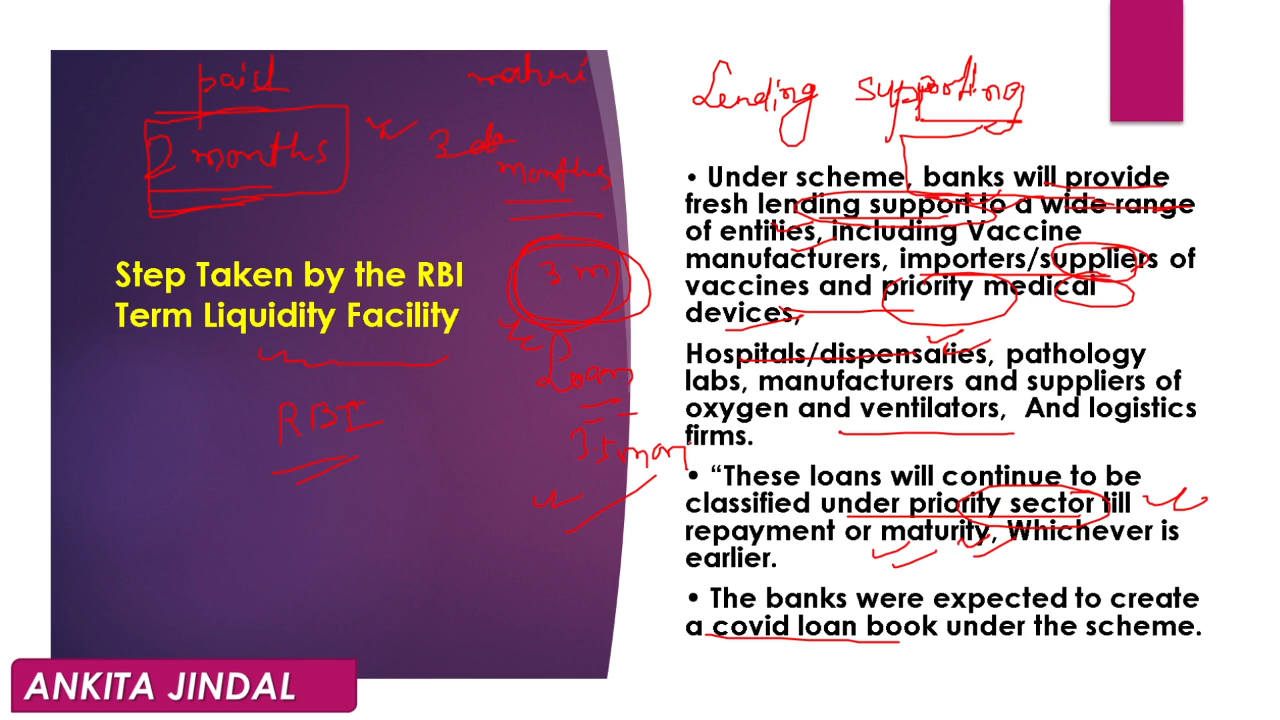 paid
2 months
3
months
3 m
Loan
RBI
Step Taken by the RBI
Term Liquidity Facility
Lending supporting
• Under scheme, banks will provide
fresh lending support to a wide range
of entities, including Vaccine
manufacturers, importers/suppliers of
vaccines and priority medical
devices,
Hospitals/dispensaries, pathology
labs, manufacturers and suppliers of
oxygen and ventilators, And logistics
firms.
• “These loans will continue to be
classified under priority sector till
repayment or maturity, Whichever is
earlier.
• The banks were expected to create
a covid loan book under the scheme.
ANKITA JINDAL